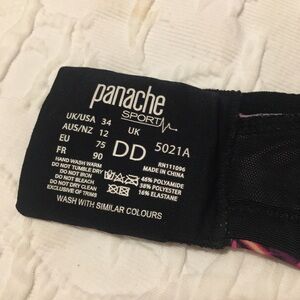 panache
SPORT
UK/USA 34
AUS/NZ 12 UK
EU 75 DD 5021A
FR 90
RN111096
MADE IN CHINA
HAND WASH WARM
DO NOT TUMBLE DRY
DO NOT IRON
DO NOT BLEACH
DO NOT DRY CLEAN
EXCLUSIVE OF TRIMS
46% POLYAMIDE
38% POLYESTER
16% ELASTANE
WASH WITH SIMILAR COLOURS